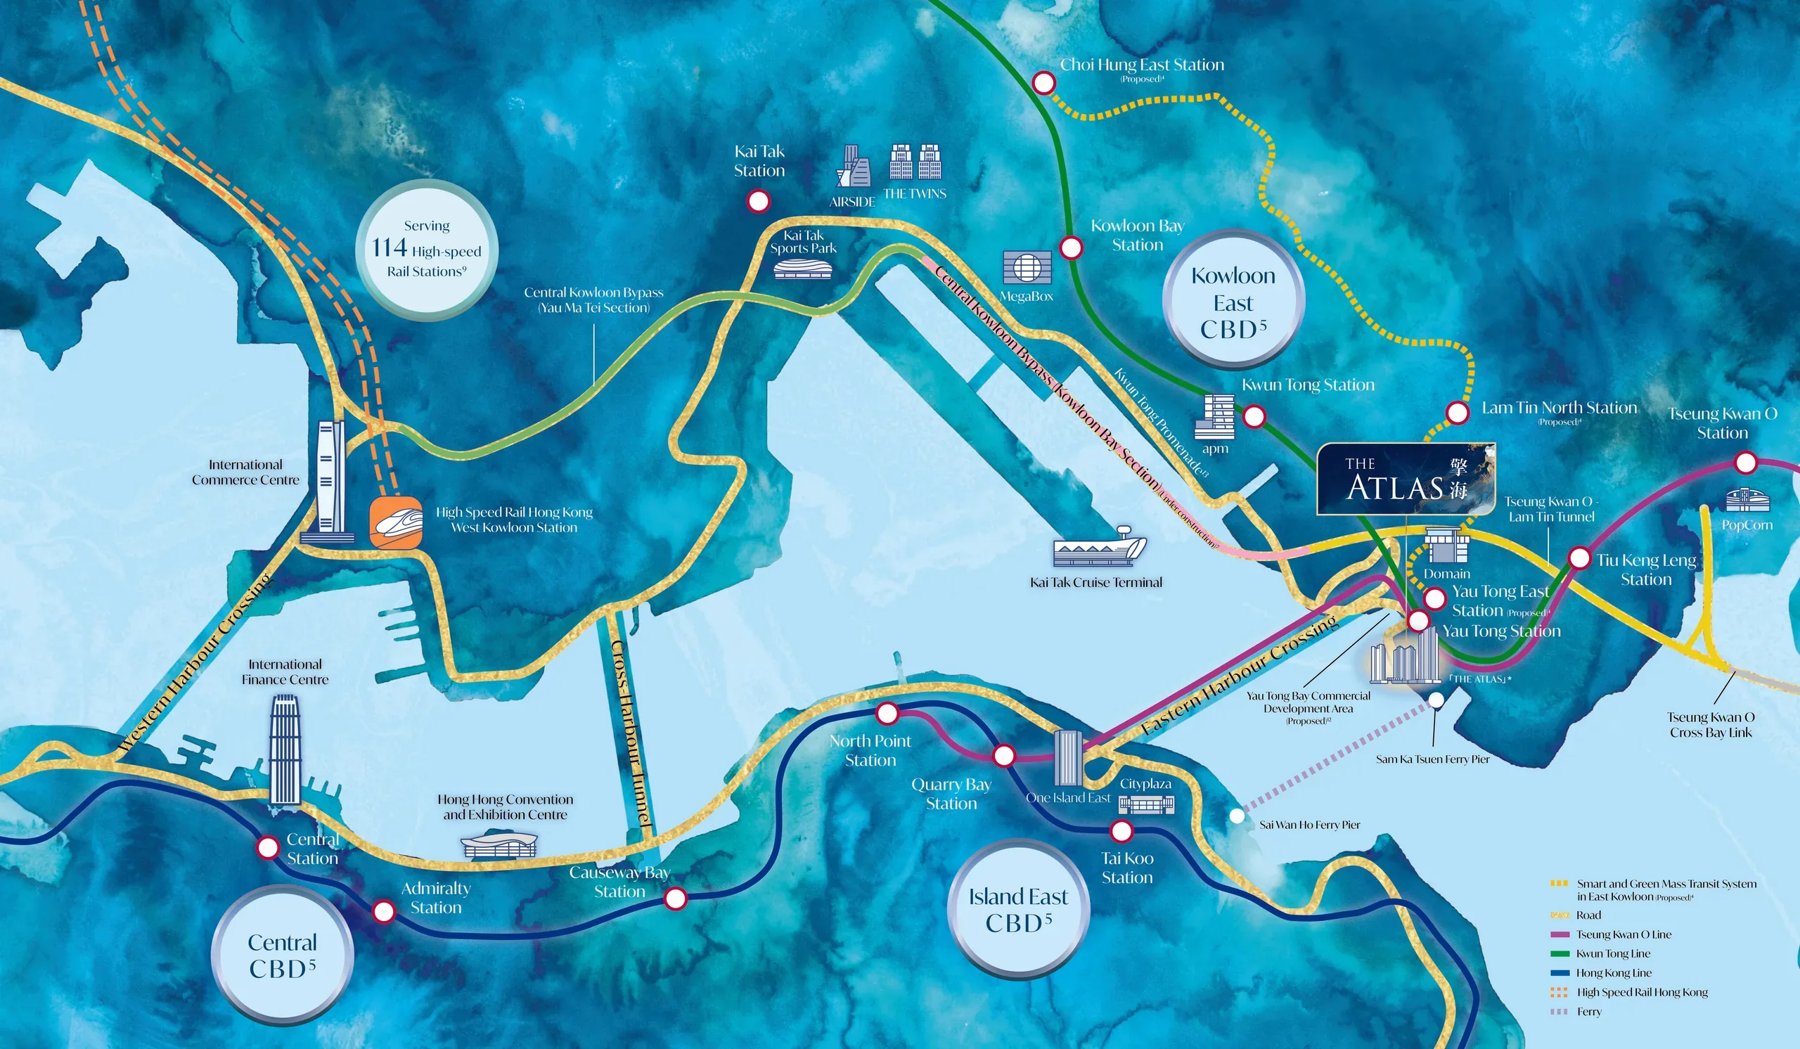 Choi Hung East Station
(Proposed)⁴
Kai Tak
Station
AIRSIDE
THE TWINS
Serving
114 High-speed
Rail Stations⁹
Kai Tak
Sports Park
Kowloon Bay
Station
MegaBox
Kowloon
East
CBD⁵
Central Kowloon Bypass
(Yau Ma Tei Section)
Central Kowloon Bypass (Kowloon Bay Section) (Under construction)
Kwun Tong Promenade
Kwun Tong Station
apm
Lam Tin North Station
(Proposed)⁴
Tseung Kwan O
Station
THE
ATLAS
擎海
International
Commerce Centre
High Speed Rail Hong Kong
West Kowloon Station
Tseung Kwan O -
Lam Tin Tunnel
PopCorn
Kai Tak Cruise Terminal
Domain
Tiu Keng Leng
Station
Yau Tong East
Station (Proposed)⁴
Yau Tong Station
Western Harbour Crossing
Cross-Harbour Tunnel
Eastern Harbour Crossing
International
Finance Centre
「THE ATLAS」*
Yau Tong Bay Commercial
Development Area
(Proposed)¹²
Tseung Kwan O
Cross Bay Link
Sam Ka Tsuen Ferry Pier
North Point
Station
Quarry Bay
Station
One Island East
Cityplaza
Sai Wan Ho Ferry Pier
Hong Hong Convention
and Exhibition Centre
Central
Station
Admiralty
Station
Causeway Bay
Station
Tai Koo
Station
Central
CBD⁵
Island East
CBD⁵
Smart and Green Mass Transit System
in East Kowloon (Proposed)⁴
Road
Tseung Kwan O Line
Kwun Tong Line
Hong Kong Line
High Speed Rail Hong Kong
Ferry